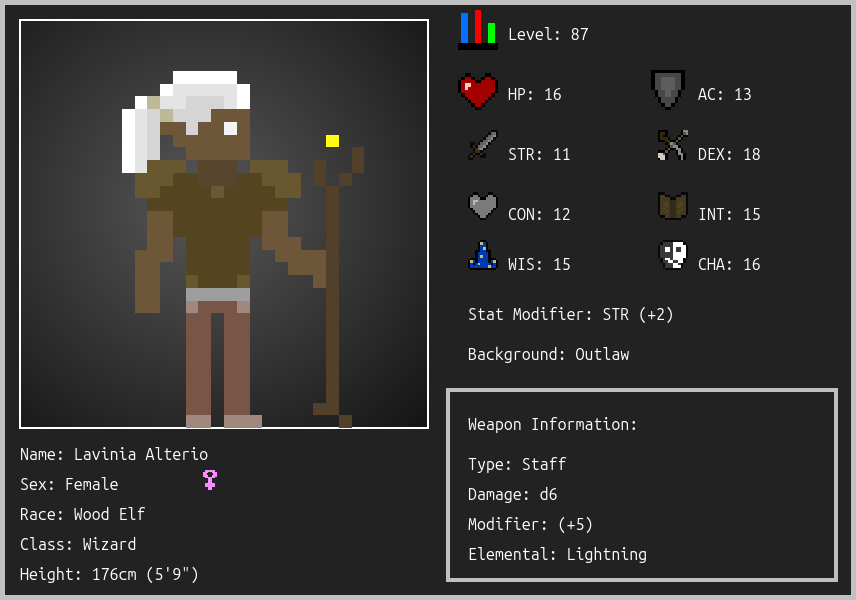 Level: 87
HP: 16
AC: 13
STR: 11
DEX: 18
CON: 12
INT: 15
WIS: 15
CHA: 16
Stat Modifier: STR (+2)
Background: Outlaw
Weapon Information:
Type: Staff
Damage: d6
Modifier: (+5)
Elemental: Lightning
Name: Lavinia Alterio
Sex: Female
Race: Wood Elf
Class: Wizard
Height: 176cm (5'9")